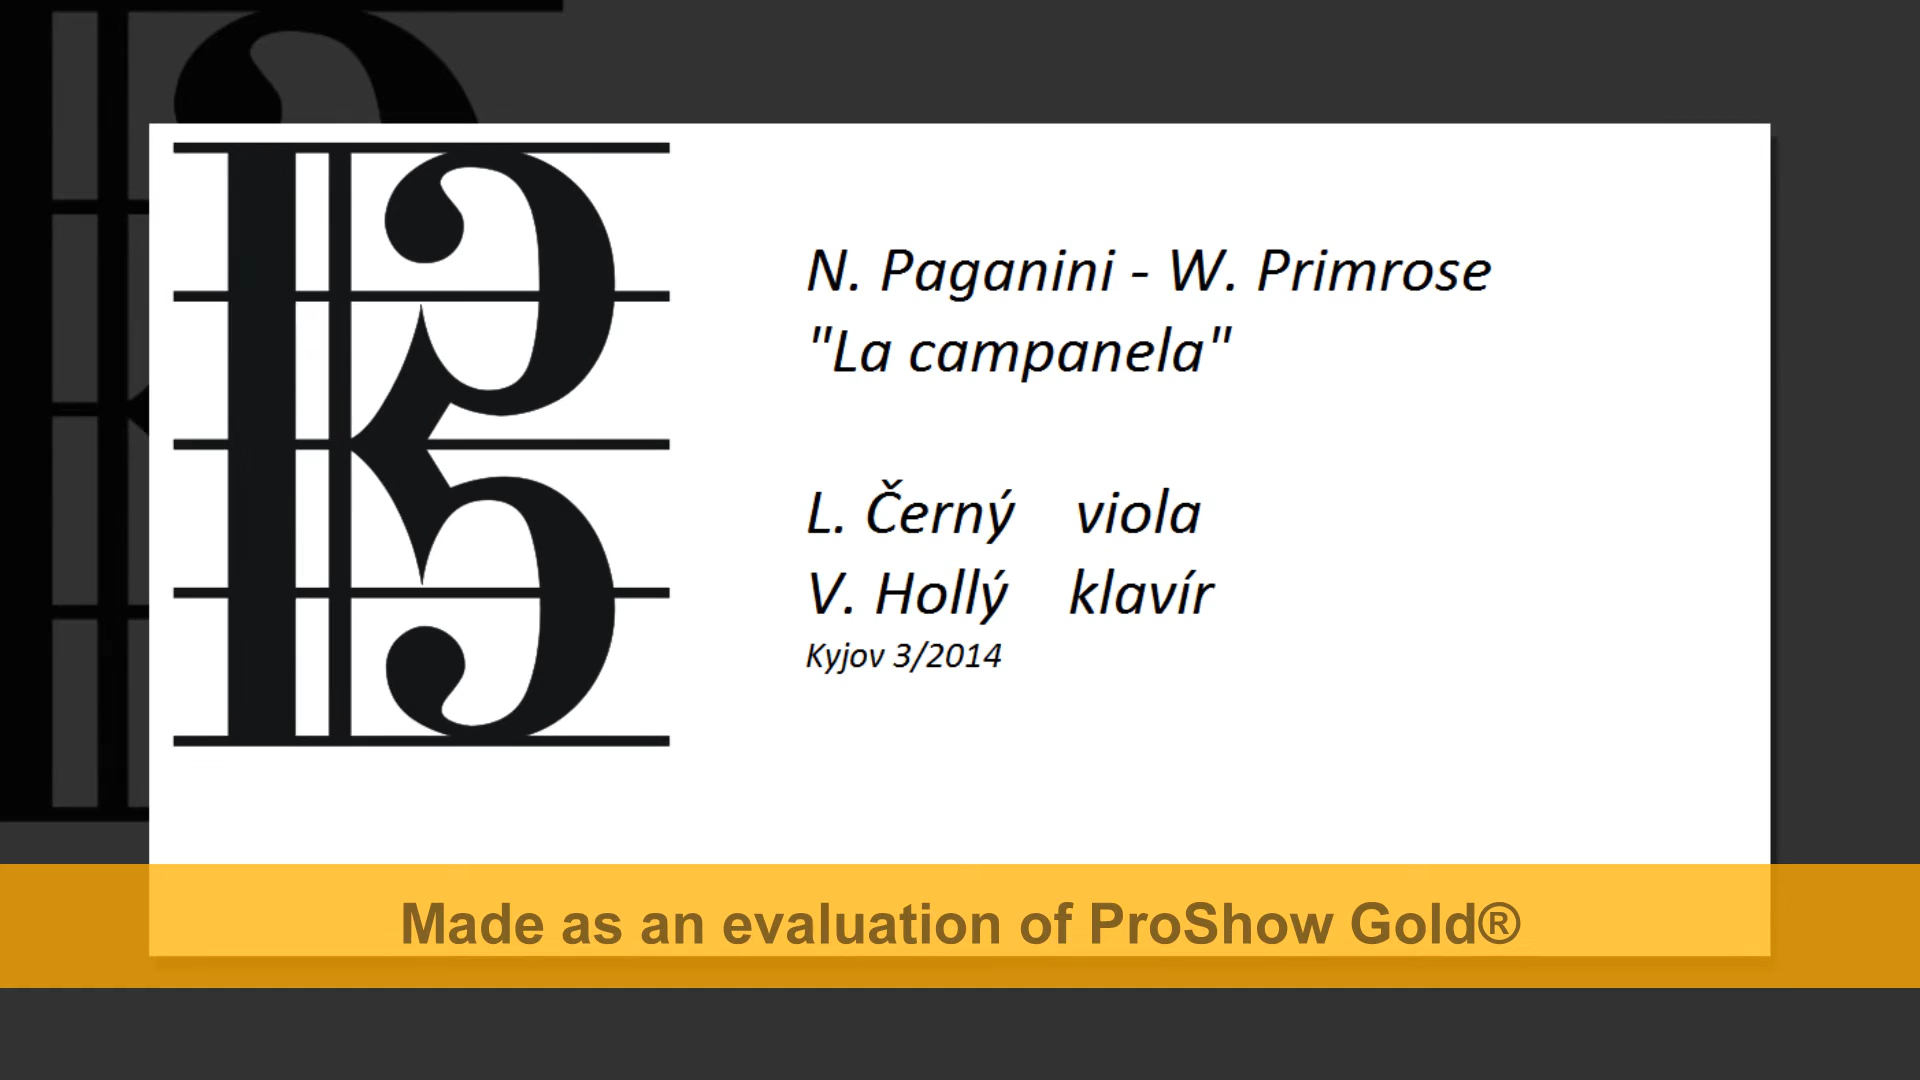 N. Paganini - W. Primrose
"La campanela"
L. Černý viola
V. Hollý klavír
Kyjov 3/2014
Made as an evaluation of ProShow Gold®